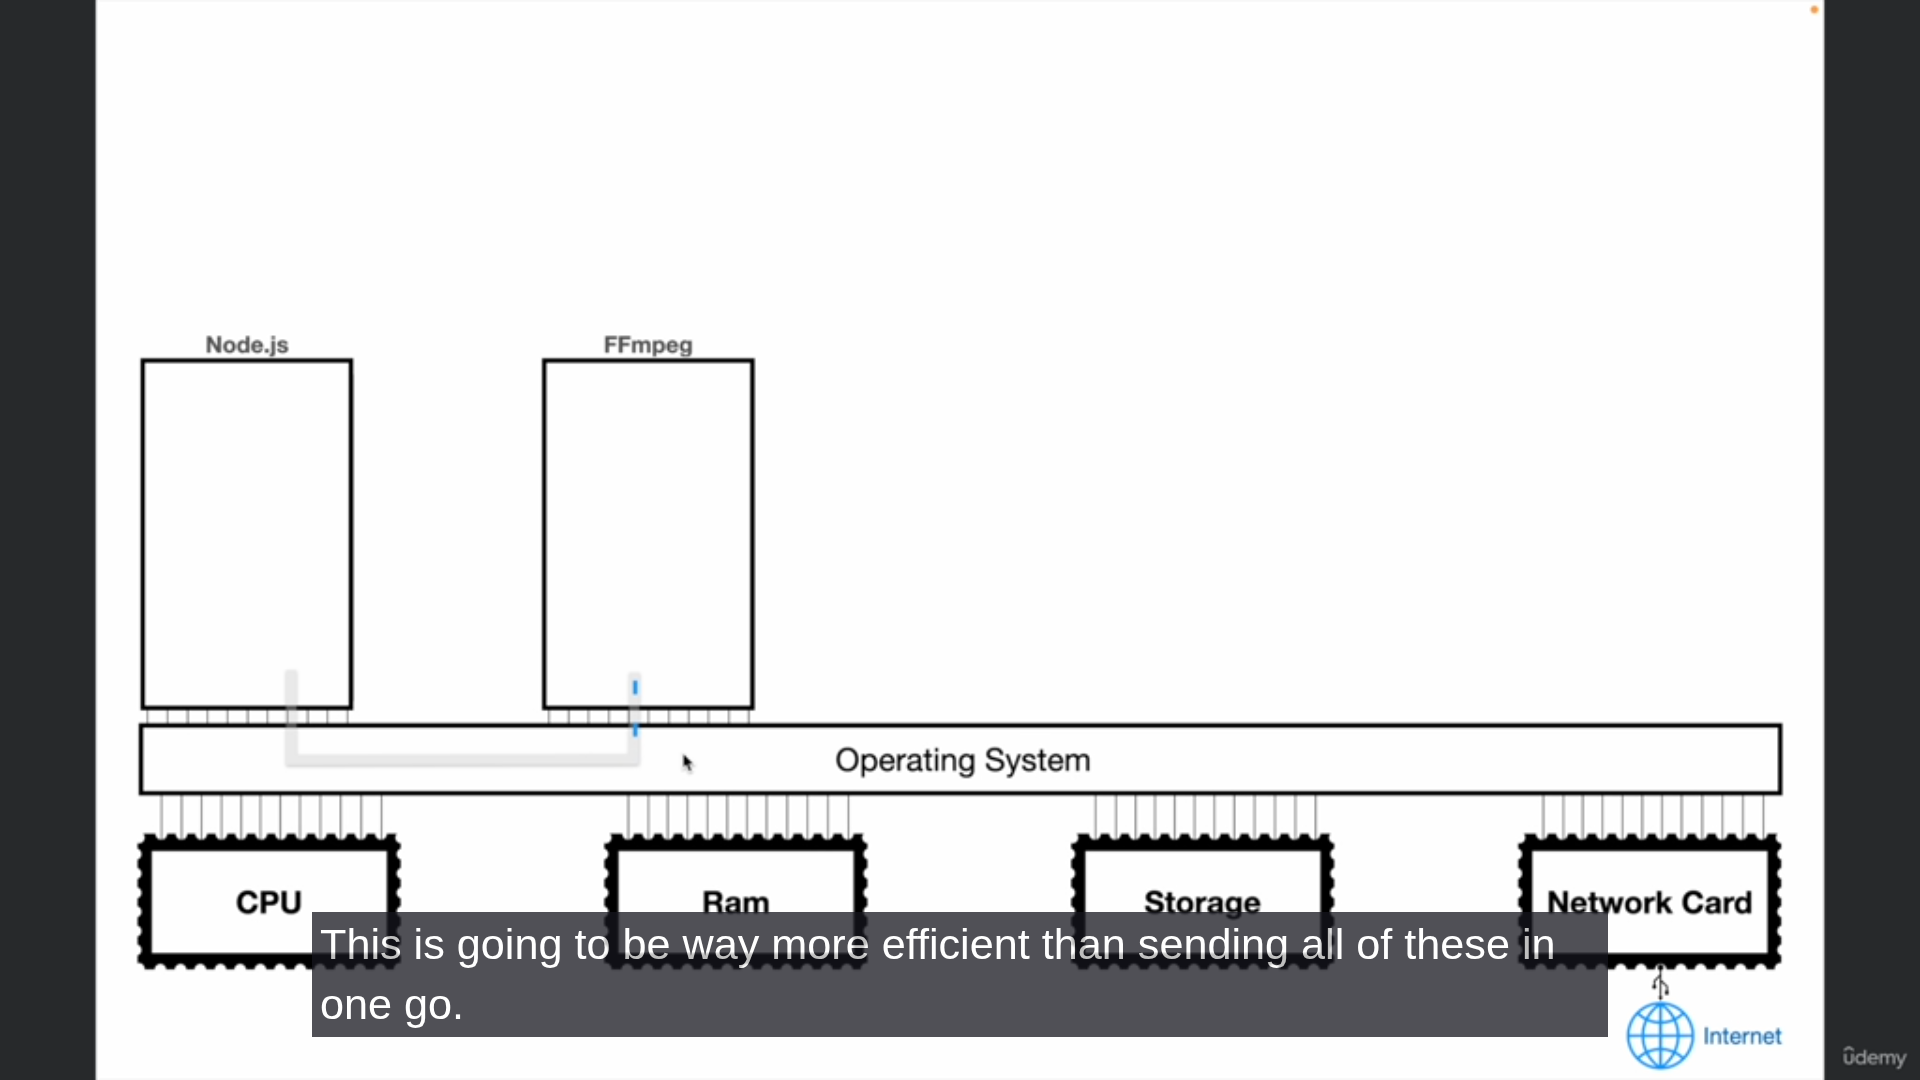 Node.js
FFmpeg
Operating System
CPU
Ram
Storage
Network Card
This is going to be way more efficient than sending all of these in
one go.
Internet
ûdemy